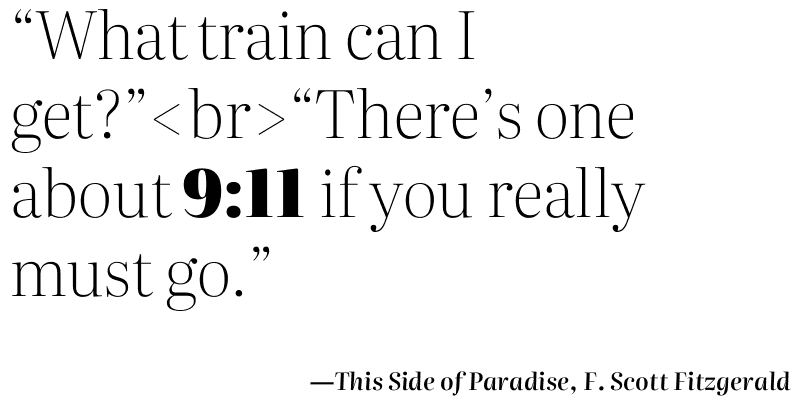 “What train can I
get?”<br>“There’s one
about 9:11 if you really
must go.”
—This Side of Paradise, F. Scott Fitzgerald